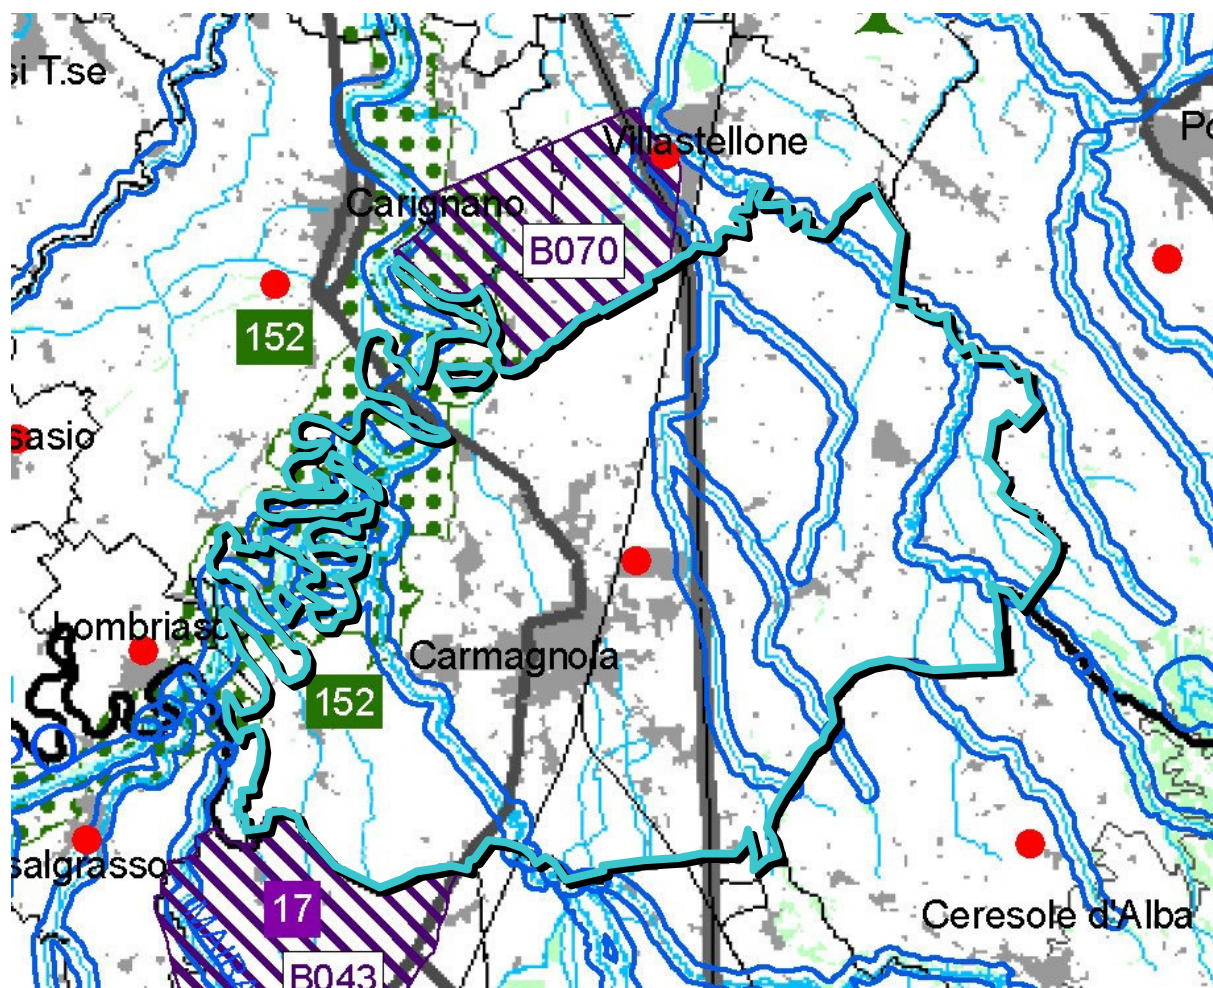 si T.se
Villastellone
Po
Carignano
B070
152
sasio
Lombriasco
Carmagnola
152
salgrasso
17
Ceresole d'Alba
B043